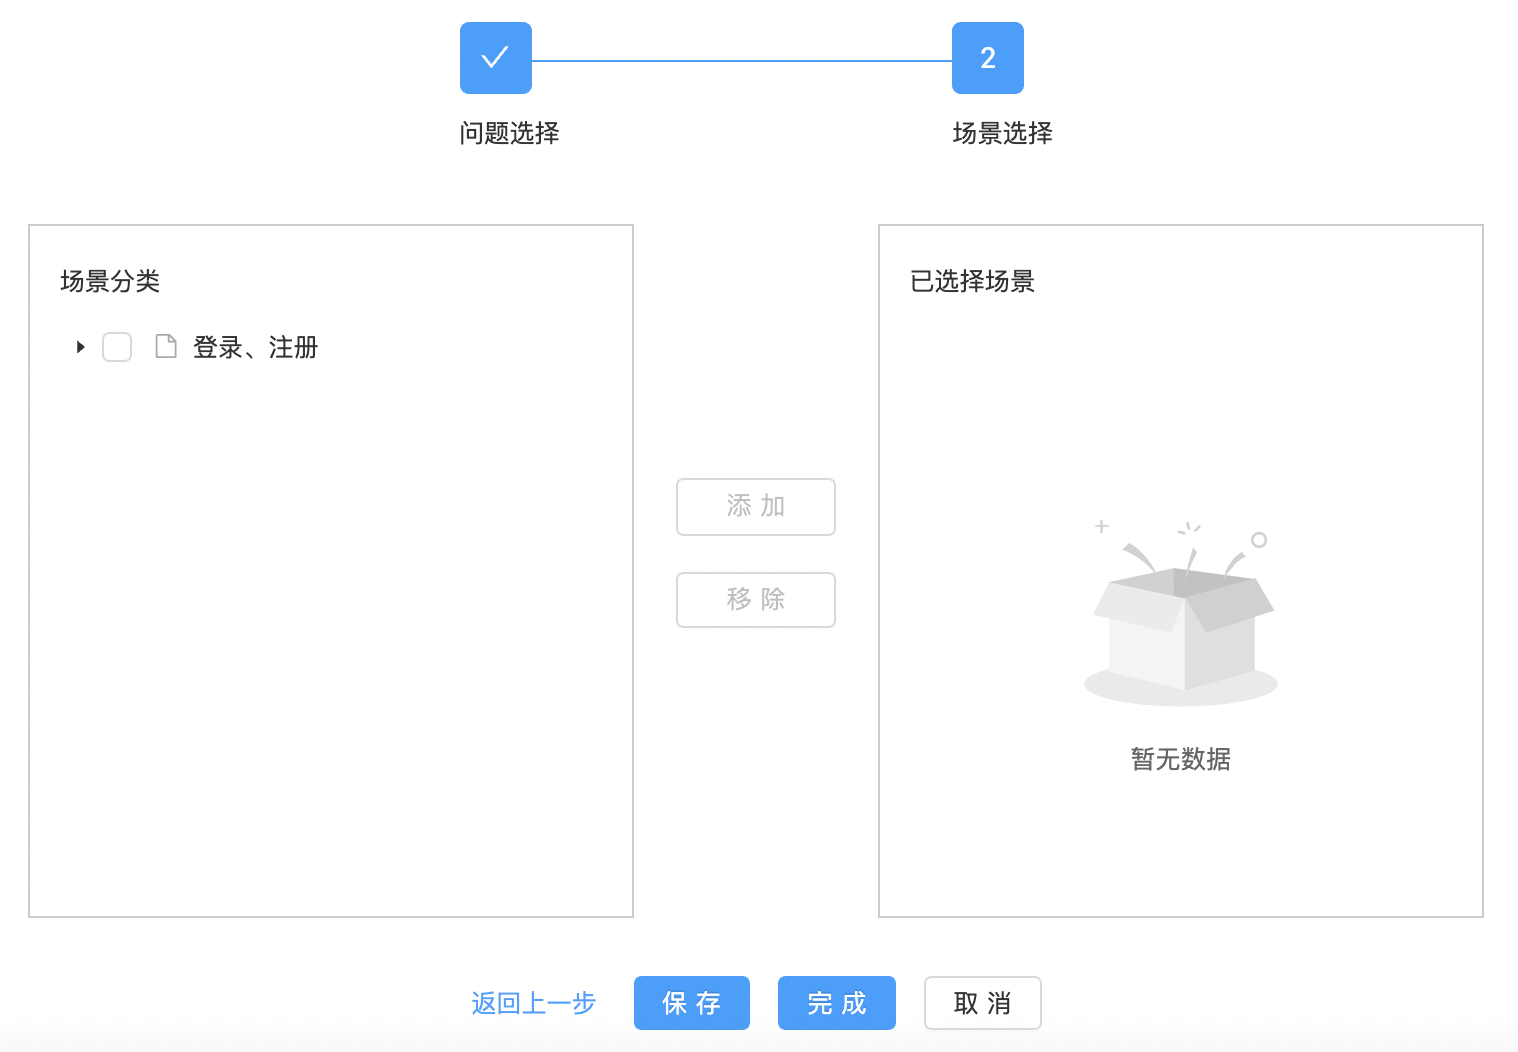 2
问题选择
场景选择
场景分类
登录、注册
添加
移除
已选择场景
暂无数据
返回上一步
保存
完成
取消